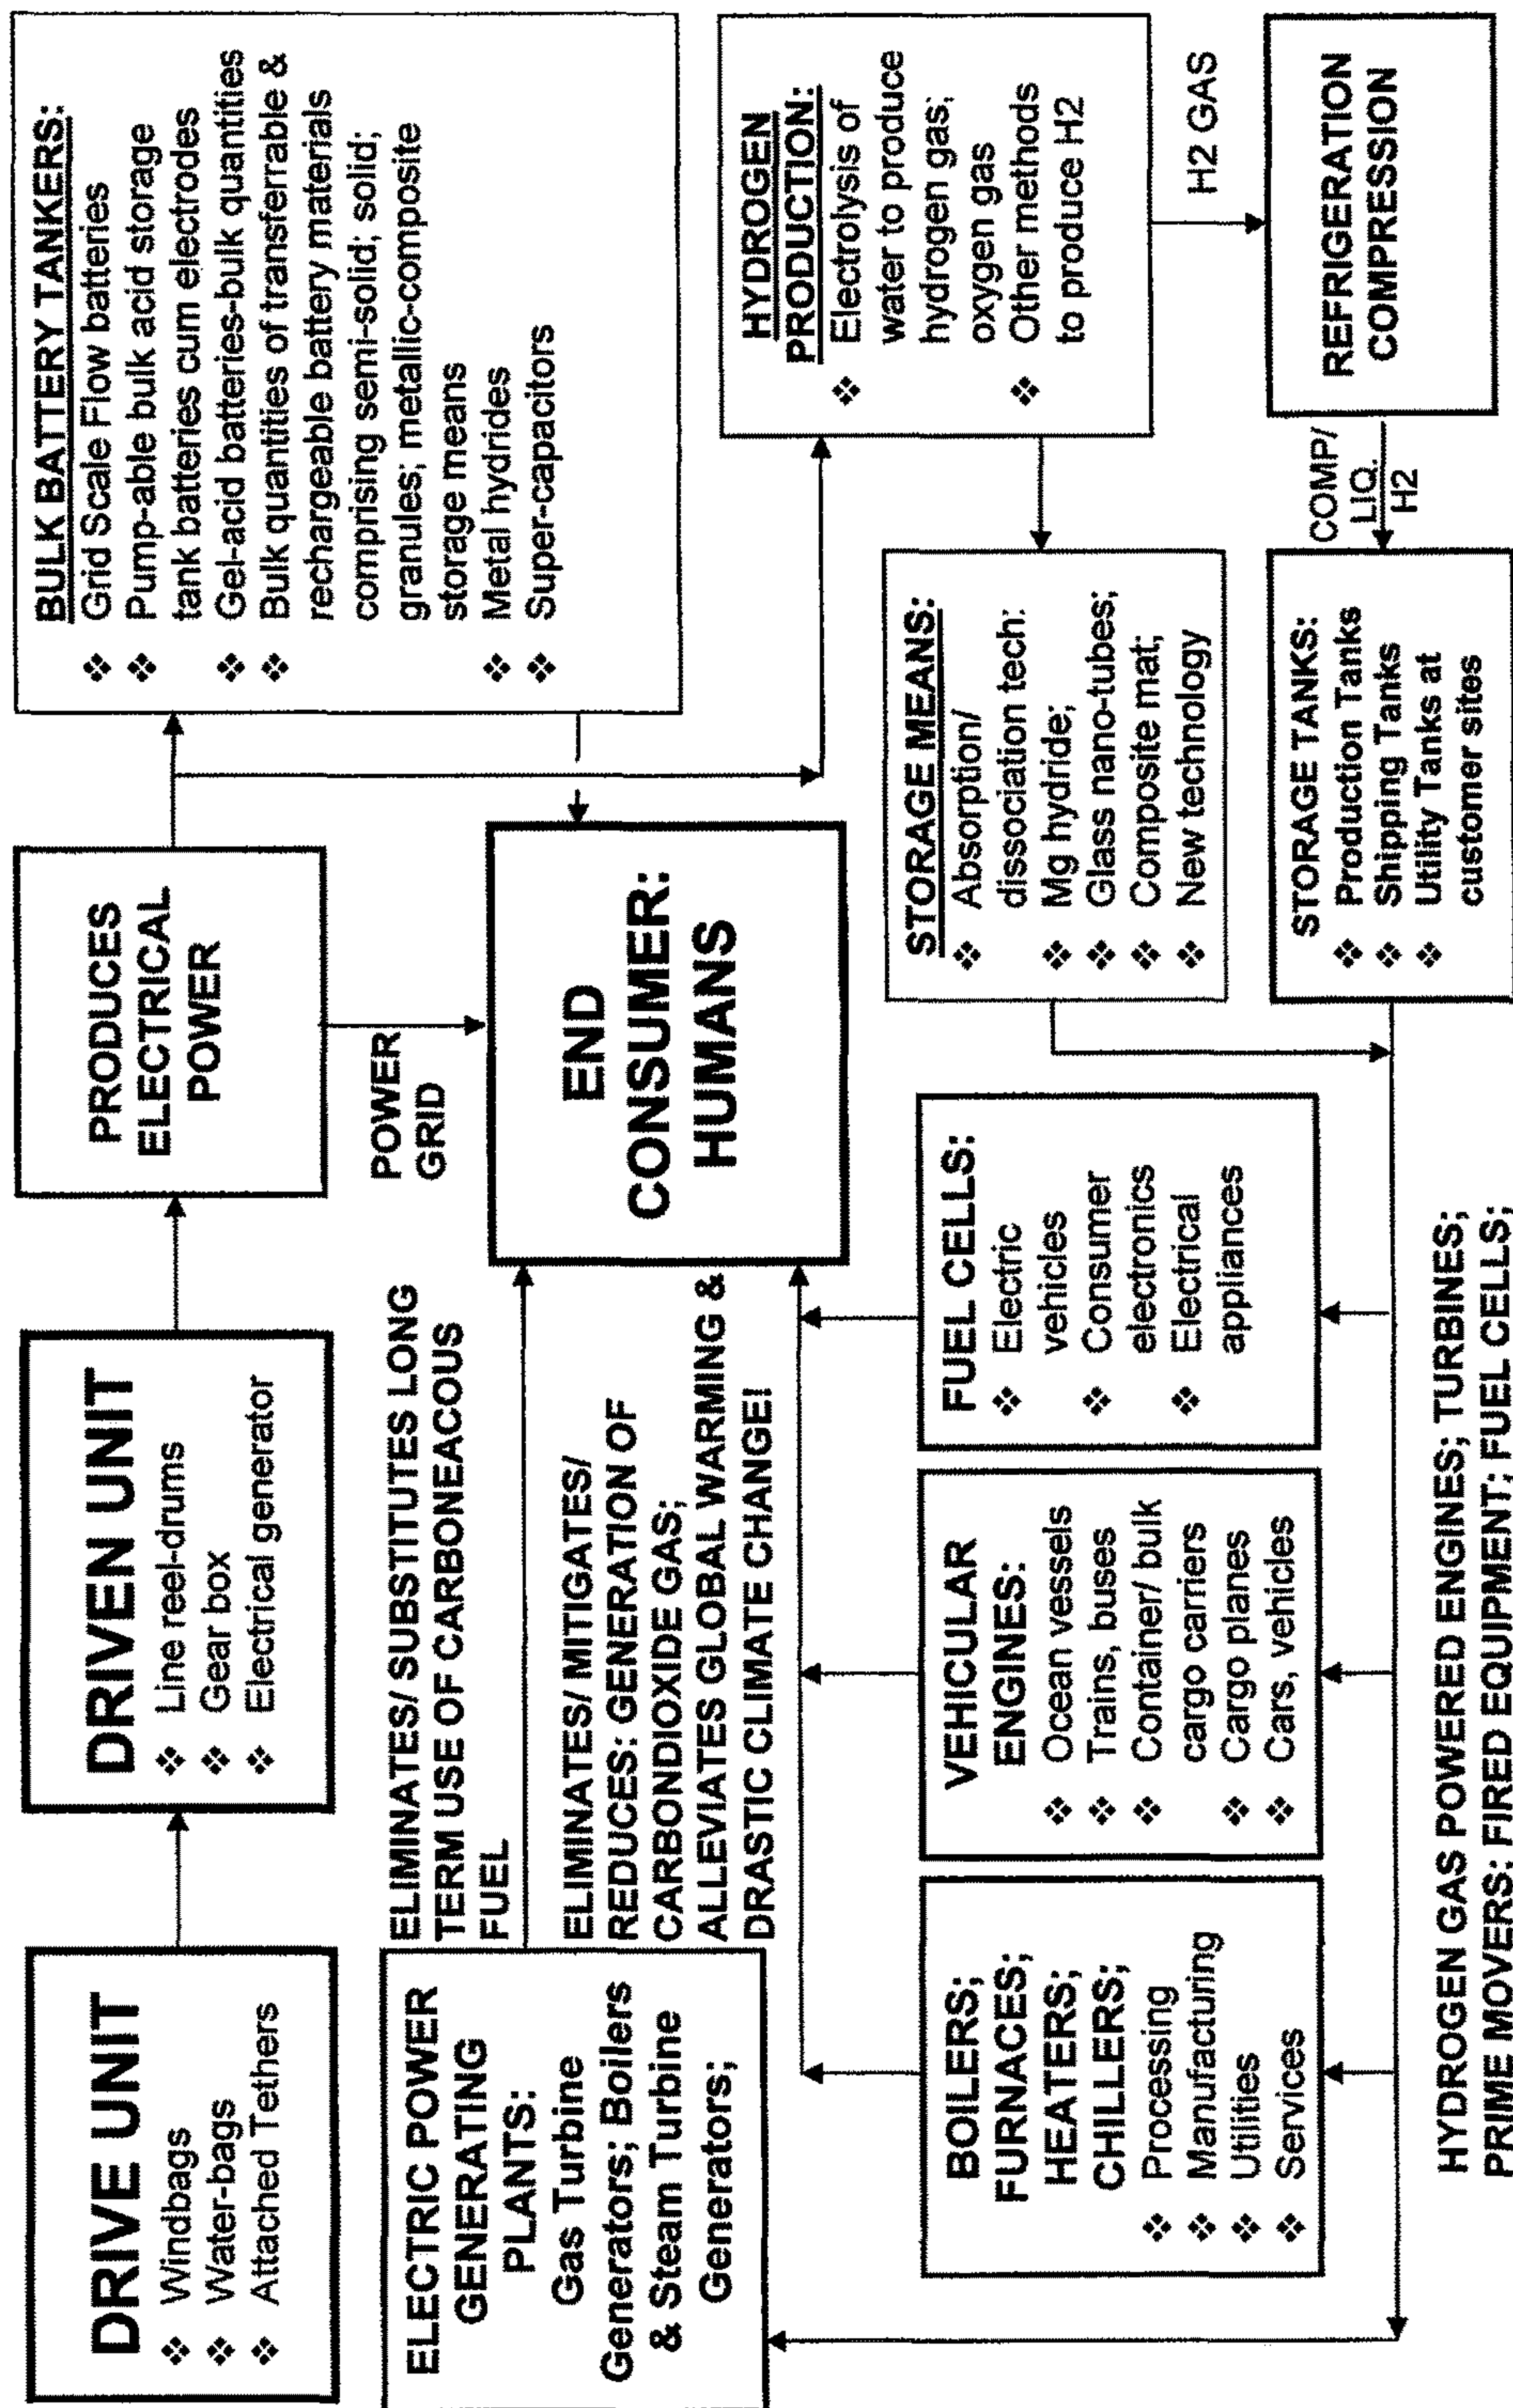 DRIVE UNIT
❖ Windbags
❖ Water-bags
❖ Attached Tethers
DRIVEN UNIT
❖ Line reel-drums
❖ Gear box
❖ Electrical generator
PRODUCES
ELECTRICAL
POWER
BULK BATTERY TANKERS:
❖ Grid Scale Flow batteries
❖ Pump-able bulk acid storage
tank batteries cum electrodes
❖ Gel-acid batteries-bulk quantities
❖ Bulk quantities of transferrable &
rechargeable battery materials
comprising semi-solid; solid;
granules; metallic-composite
storage means
❖ Metal hydrides
❖ Super-capacitors
POWER
GRID
ELECTRIC POWER
GENERATING
PLANTS:
Gas Turbine
Generators; Boilers
& Steam Turbine
Generators;
ELIMINATES/ SUBSTITUTES LONG
TERM USE OF CARBONEACOUS
FUEL
ELIMINATES/ MITIGATES/
REDUCES: GENERATION OF
CARBONDIOXIDE GAS;
ALLEVIATES GLOBAL WARMING &
DRASTIC CLIMATE CHANGE!
END
CONSUMER:
HUMANS
HYDROGEN
PRODUCTION:
❖ Electrolysis of
water to produce
hydrogen gas;
oxygen gas
❖ Other methods
to produce H2
H2 GAS
REFRIGERATION
COMPRESSION
COMP/
LIQ.
H2
STORAGE MEANS:
❖ Absorption/
dissociation tech:
❖ Mg hydride;
❖ Glass nano-tubes;
❖ Composite mat;
❖ New technology
STORAGE TANKS:
❖ Production Tanks
❖ Shipping Tanks
❖ Utility Tanks at
customer sites
BOILERS;
FURNACES;
HEATERS;
CHILLERS;
❖ Processing
❖ Manufacturing
❖ Utilities
❖ Services
VEHICULAR
ENGINES:
❖ Ocean vessels
❖ Trains, buses
❖ Container/ bulk
cargo carriers
❖ Cargo planes
❖ Cars, vehicles
FUEL CELLS:
❖ Electric
vehicles
❖ Consumer
electronics
❖ Electrical
appliances
HYDROGEN GAS POWERED ENGINES; TURBINES;
PRIME MOVERS; FIRED EQUIPMENT; FUEL CELLS;